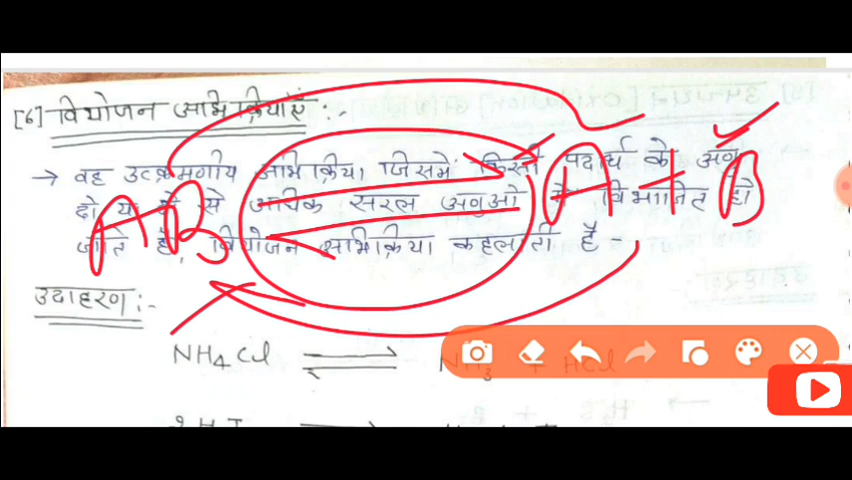 [6] वियोजन अभिक्रियाएँ :-
→ वह उत्क्रमणीय अभिक्रिया जिसमें किसी पदार्थ के अणु
दो या दो से अधिक सरल अणुओ में विभाजित हो
जाते है, वियोजन अभिक्रिया कहलाती है -
AB A + B
उदाहरण :-
NH4Cl ⇌ NH3 + HCl